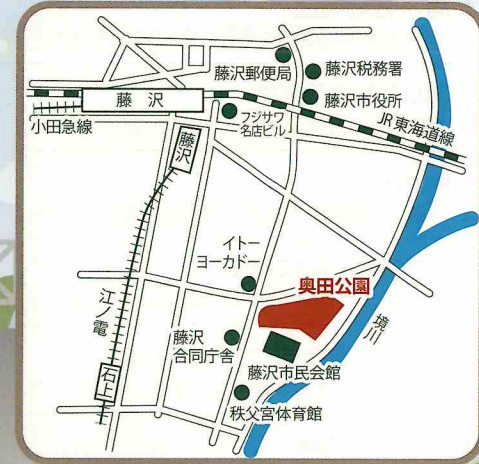 藤沢郵便局
藤沢税務署
藤沢市役所
藤沢
フジサワ
名店ビル
JR東海道線
小田急線
藤沢
イトー
ヨーカドー
奥田公園
江ノ電
境川
藤沢
合同庁舎
藤沢市民会館
石上
秩父宮体育館